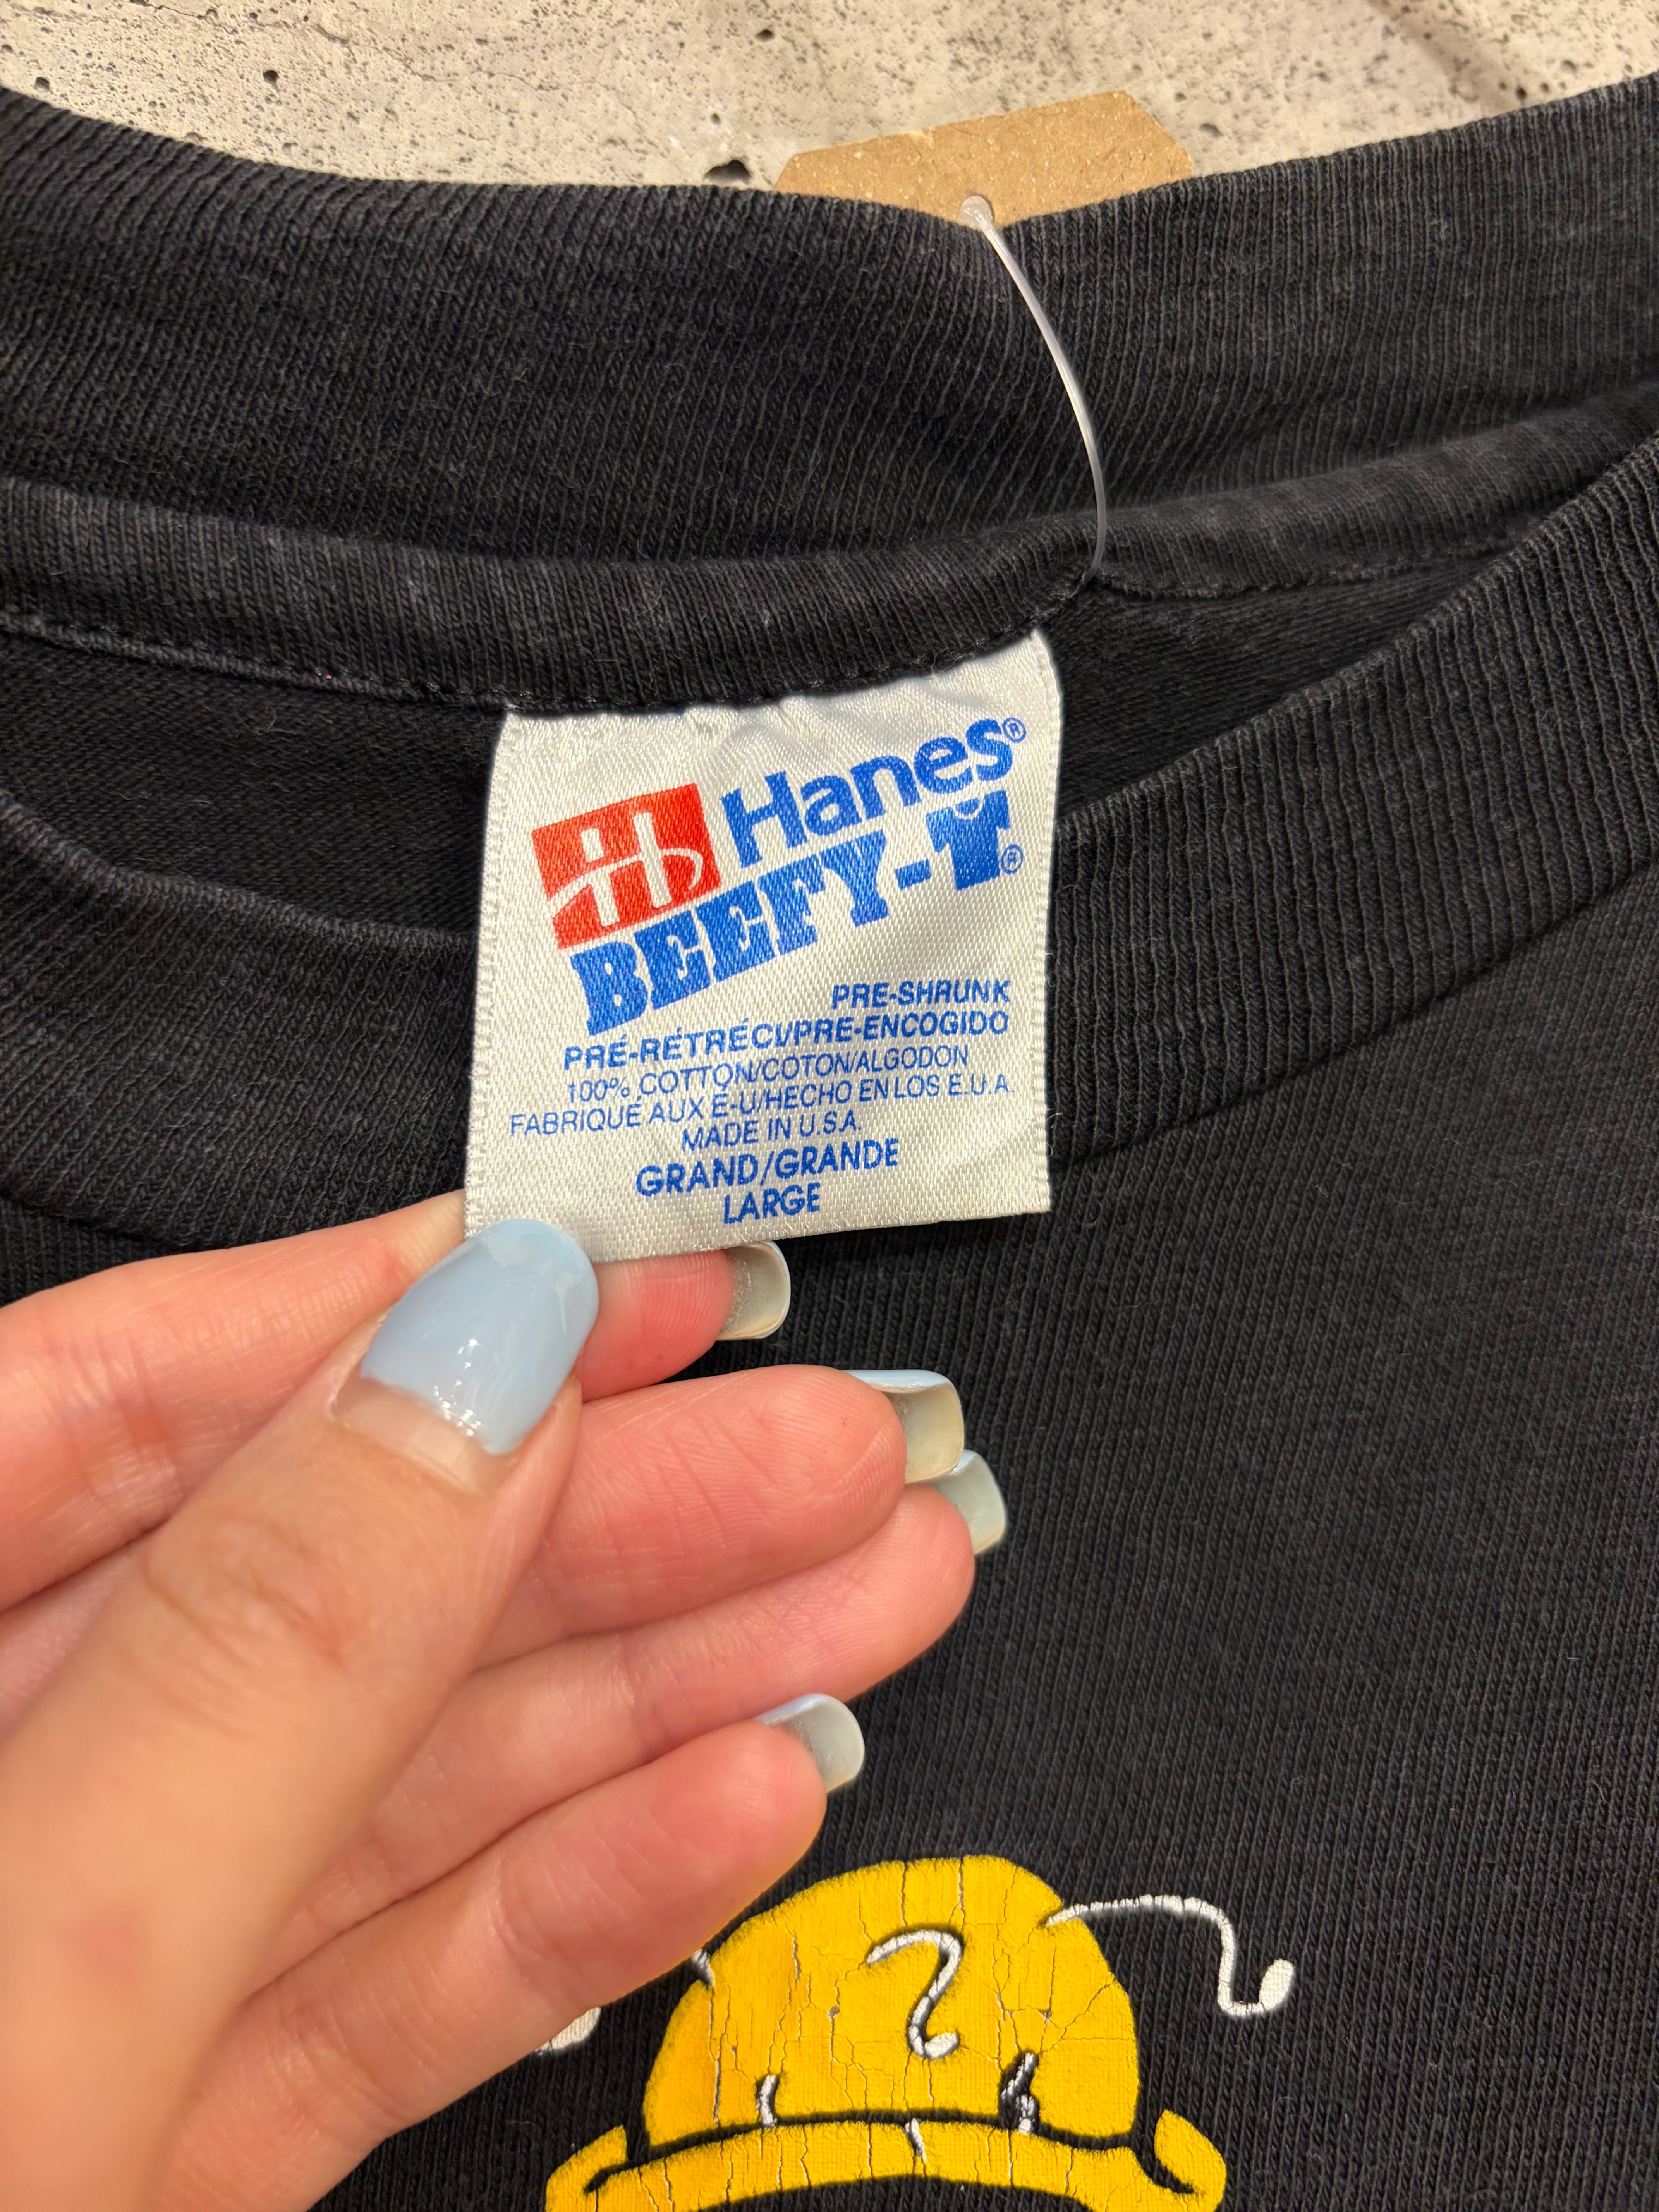 Hanes®
BEEFY-T®
PRE-SHRUNK
PRÉ-RÉTRÉCI/PRE-ENCOGIDO
100% COTTON/COTON/ALGODON
FABRIQUÉ AUX É-U/HECHO EN LOS E.U.A.
MADE IN U.S.A.
GRAND/GRANDE
LARGE